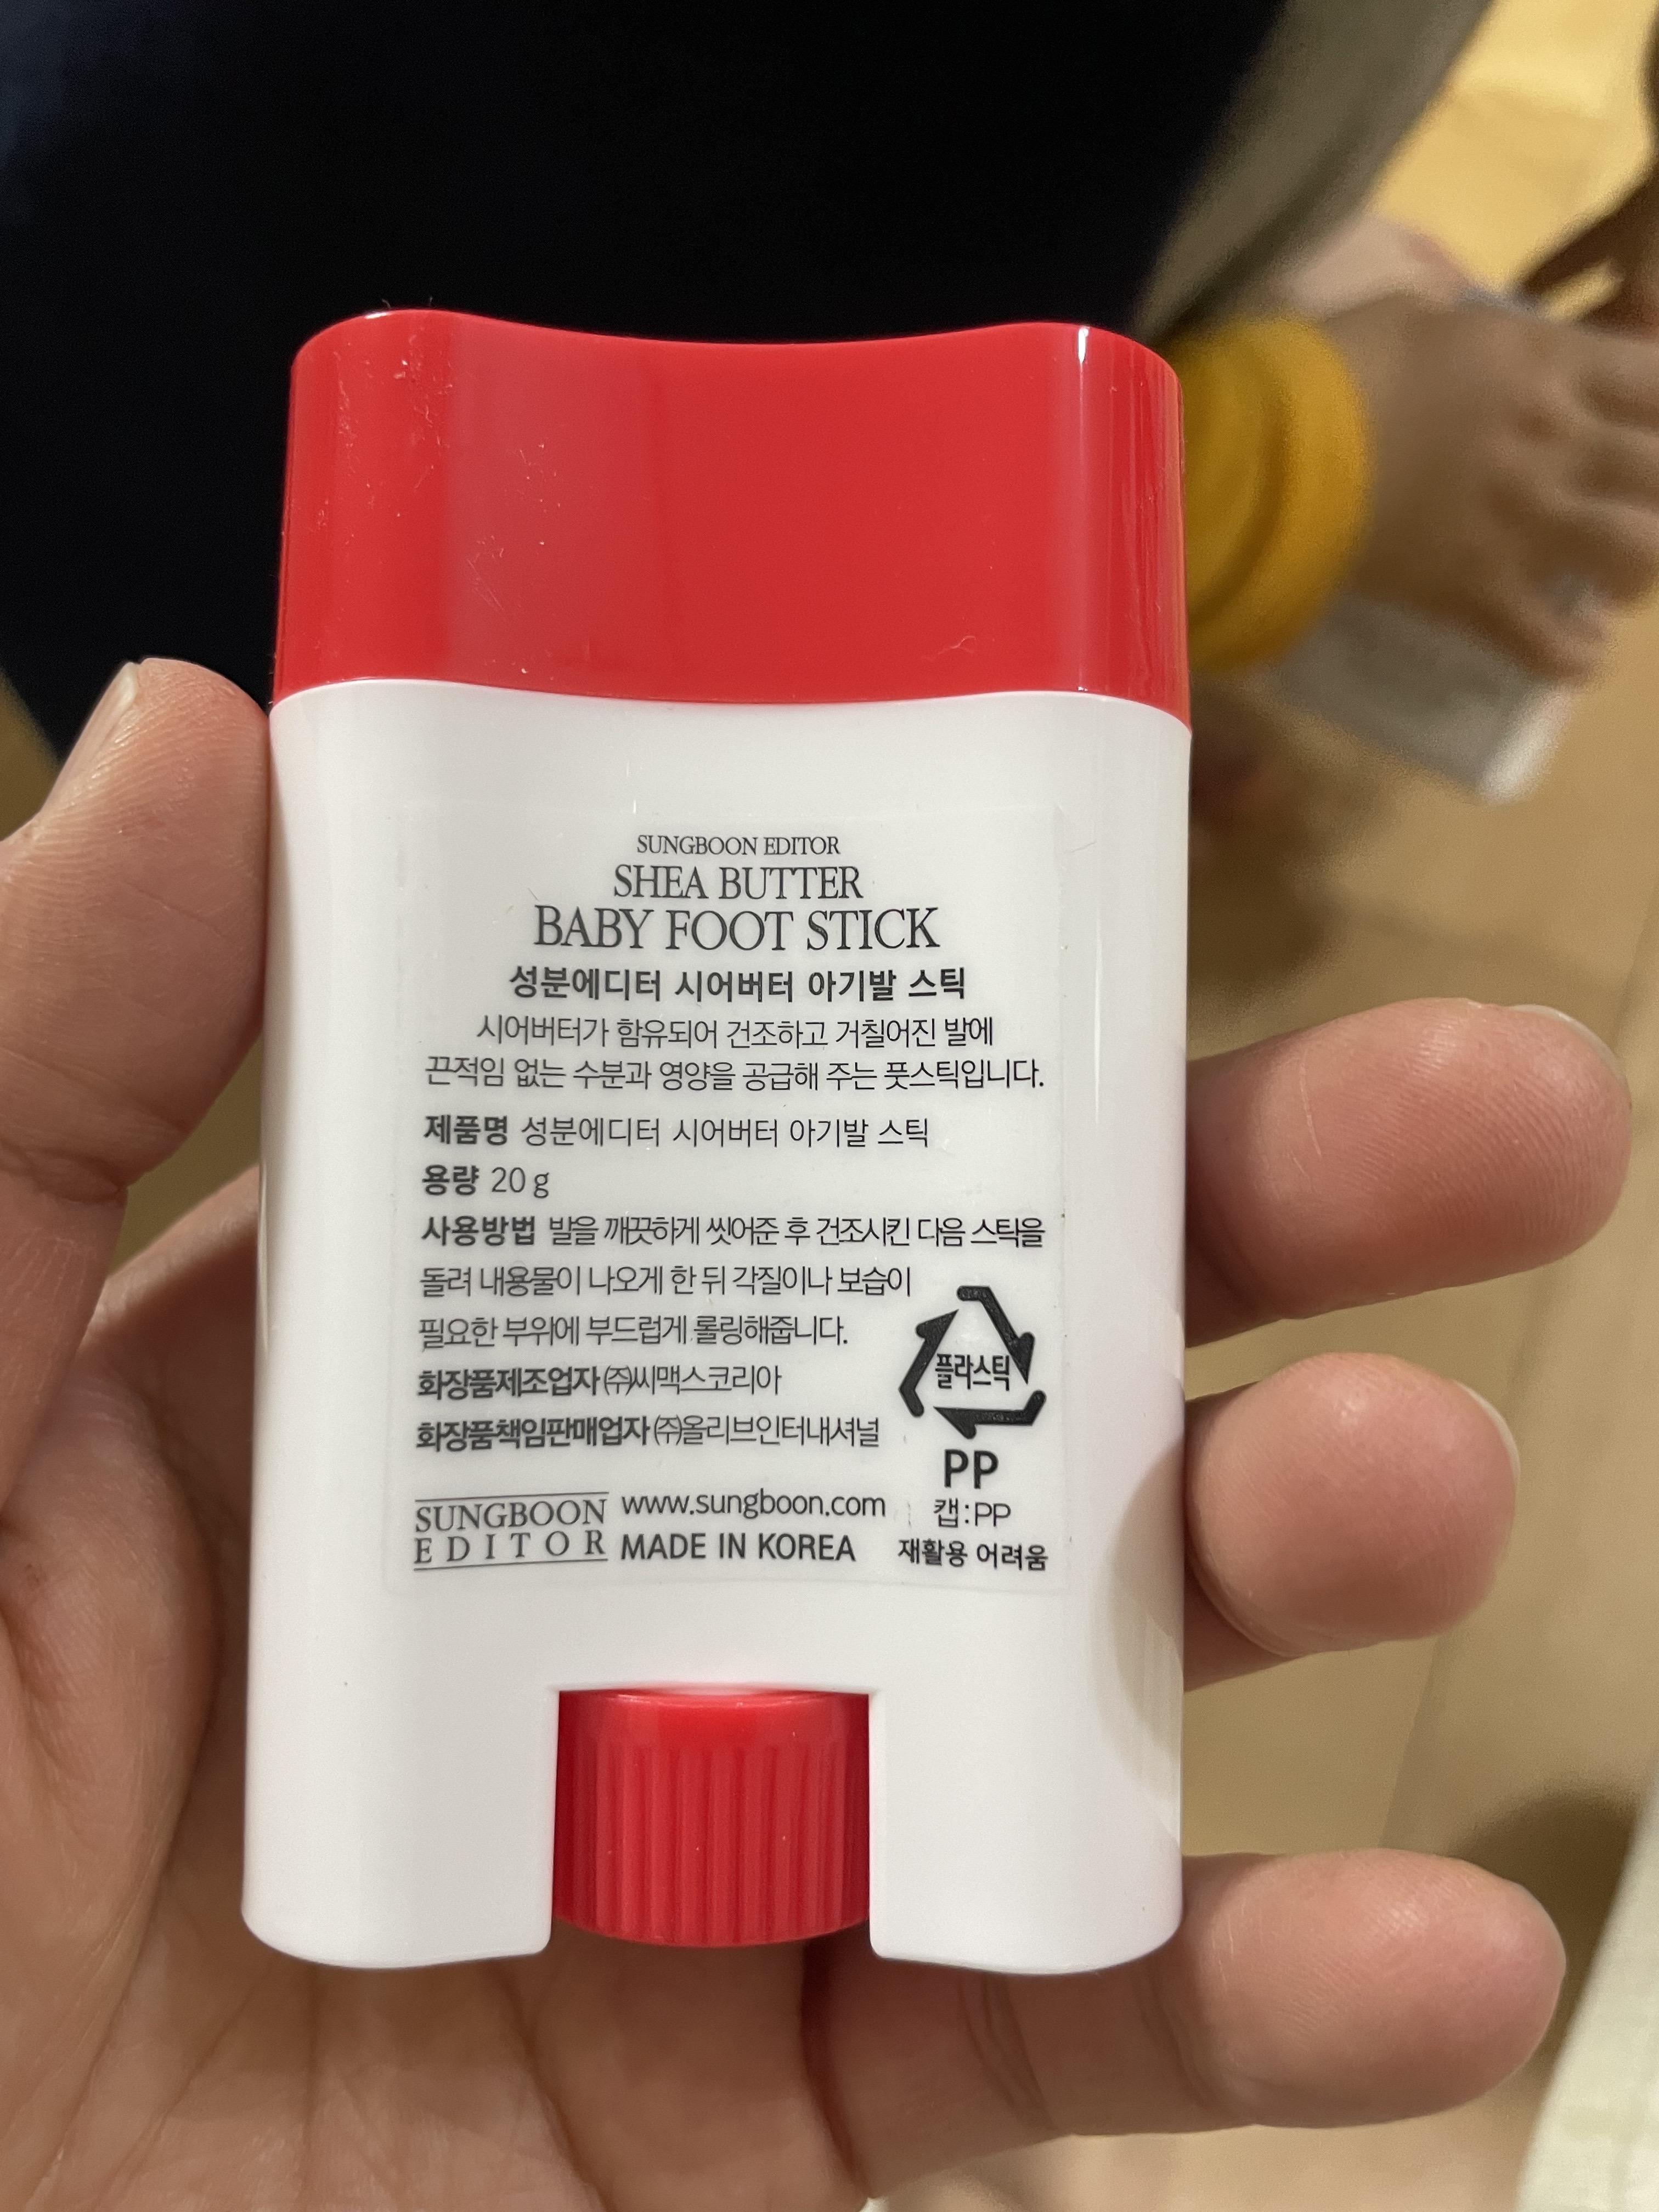 SUNGBOON EDITOR
SHEA BUTTER
BABY FOOT STICK
성분에디터 시어버터 아기발 스틱
시어버터가 함유되어 건조하고 거칠어진 발에
끈적임 없는 수분과 영양을 공급해 주는 풋스틱입니다.
제품명 성분에디터 시어버터 아기발 스틱
용량 20 g
사용방법 발을 깨끗하게 씻어준 후 건조시킨 다음 스틱을
돌려 내용물이 나오게 한 뒤 각질이나 보습이
필요한 부위에 부드럽게 롤링해줍니다.
화장품제조업자 ㈜씨맥스코리아
화장품책임판매업자 ㈜올리브인터내셔널
플라스틱
PP
캡:PP
재활용 어려움
SUNGBOON
EDITOR
www.sungboon.com
MADE IN KOREA